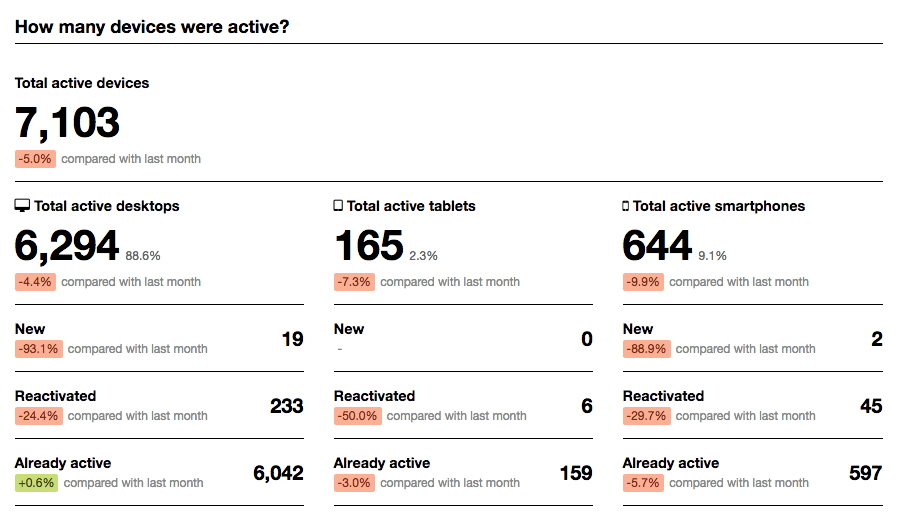 How many devices were active?
Total active devices
7,103
-5.0% compared with last month
Total active desktops
6,294 88.6%
-4.4% compared with last month
New
-93.1% compared with last month
19
Reactivated
-24.4% compared with last month
233
Already active
+0.6% compared with last month
6,042
Total active tablets
165 2.3%
-7.3% compared with last month
New
-
0
Reactivated
-50.0% compared with last month
6
Already active
-3.0% compared with last month
159
Total active smartphones
644 9.1%
-9.9% compared with last month
New
-88.9% compared with last month
2
Reactivated
-29.7% compared with last month
45
Already active
-5.7% compared with last month
597